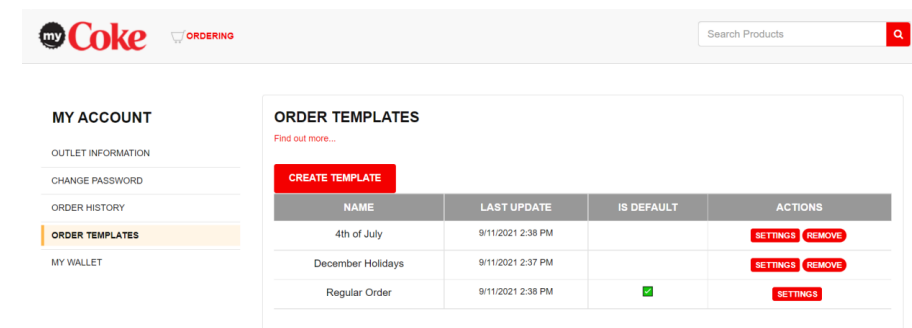 my Coke ORDERING
Search Products
MY ACCOUNT
OUTLET INFORMATION
CHANGE PASSWORD
ORDER HISTORY
ORDER TEMPLATES
MY WALLET
ORDER TEMPLATES
Find out more...
CREATE TEMPLATE
NAME LAST UPDATE IS DEFAULT ACTIONS
4th of July 9/11/2021 2:38 PM SETTINGS REMOVE
December Holidays 9/11/2021 2:37 PM SETTINGS REMOVE
Regular Order 9/11/2021 2:38 PM SETTINGS